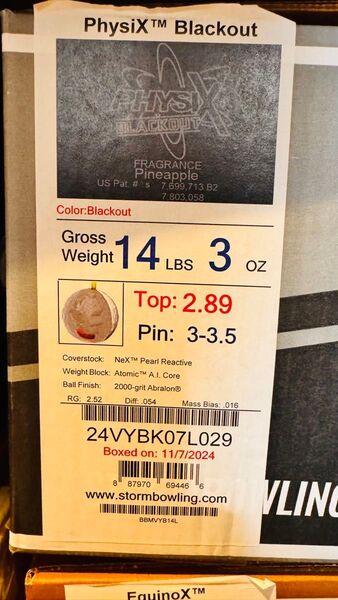 PhysiX™ Blackout
PHYSIX
BLACKOUT
FRAGRANCE
Pineapple
US Pat. #'s 7,699,713 B2
7,803,058
Color:Blackout
Gross Weight 14 LBS 3 OZ
Top: 2.89
Pin: 3-3.5
Coverstock: NeX™ Pearl Reactive
Weight Block: Atomic™ A.I. Core
Ball Finish: 2000-grit Abralon®
RG: 2.52 Diff: .054 Mass Bias: .016
24VYBK07L029
Boxed on: 11/7/2024
8 87970 69446 6
www.stormbowling.com
BBMVYB14L
WLING
EquinoX™